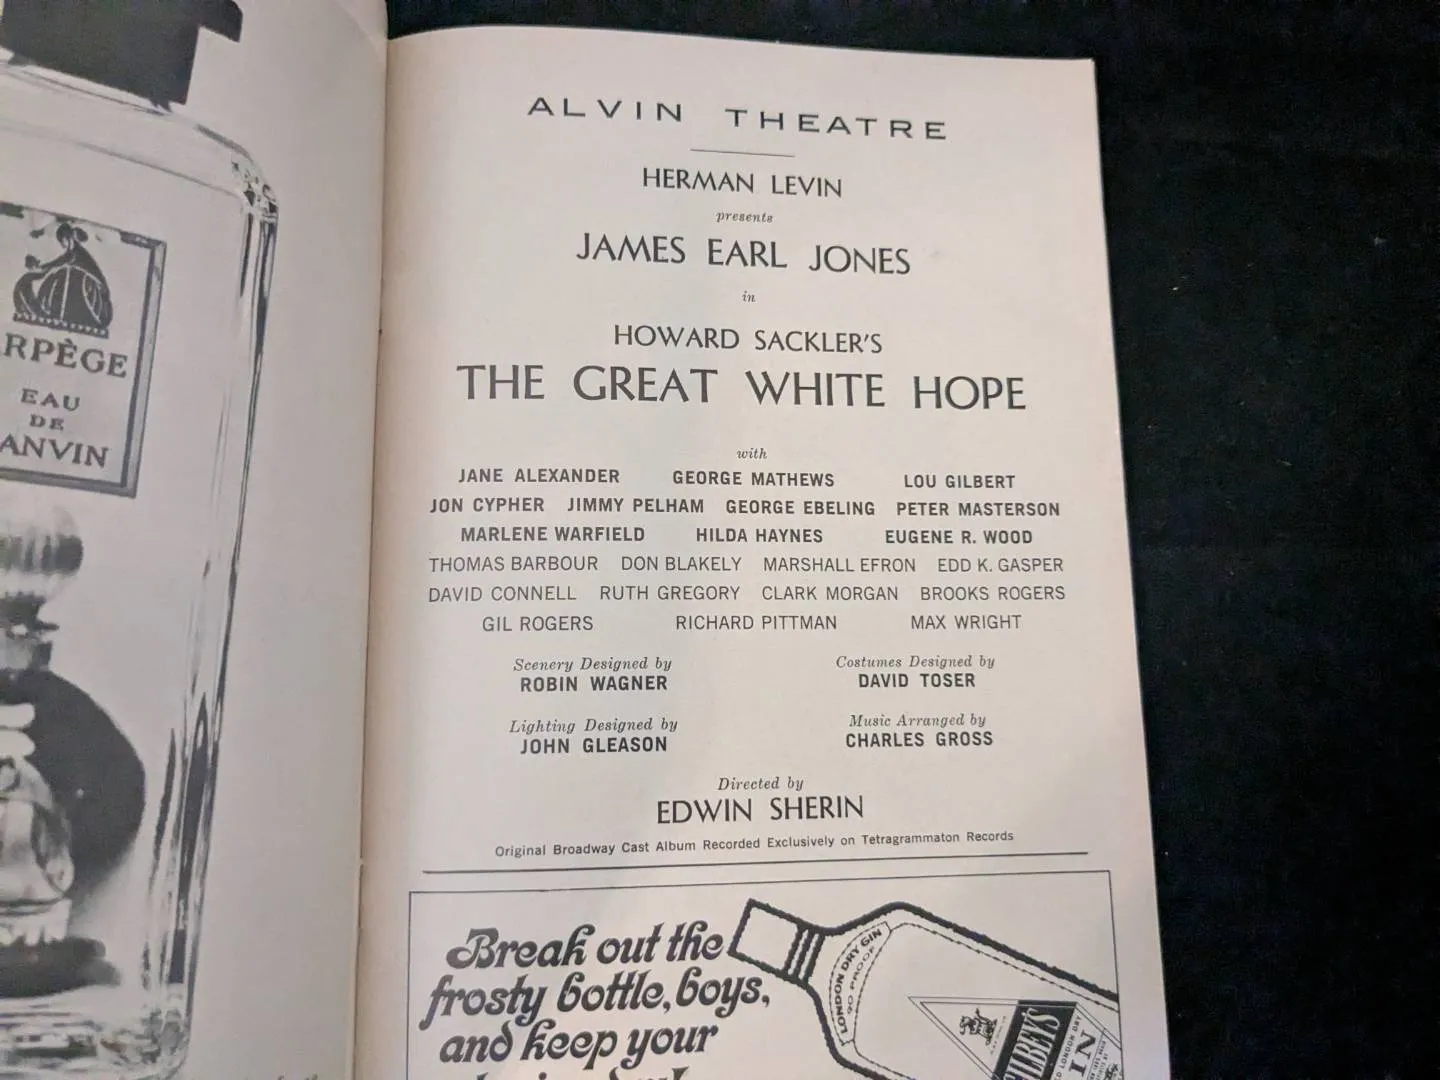 RPÈGE
EAU
DE
ANVIN
ALVIN THEATRE
HERMAN LEVIN
presents
JAMES EARL JONES
in
HOWARD SACKLER'S
THE GREAT WHITE HOPE
with
JANE ALEXANDER GEORGE MATHEWS LOU GILBERT
JON CYPHER JIMMY PELHAM GEORGE EBELING PETER MASTERSON
MARLENE WARFIELD HILDA HAYNES EUGENE R. WOOD
THOMAS BARBOUR DON BLAKELY MARSHALL EFRON EDD K. GASPER
DAVID CONNELL RUTH GREGORY CLARK MORGAN BROOKS ROGERS
GIL ROGERS RICHARD PITTMAN MAX WRIGHT
Scenery Designed by
ROBIN WAGNER
Costumes Designed by
DAVID TOSER
Lighting Designed by
JOHN GLEASON
Music Arranged by
CHARLES GROSS
Directed by
EDWIN SHERIN
Original Broadway Cast Album Recorded Exclusively on Tetragrammaton Records
Break out the
frosty bottle, boys,
and keep your
LONDON DRY GIN
90 PROOF